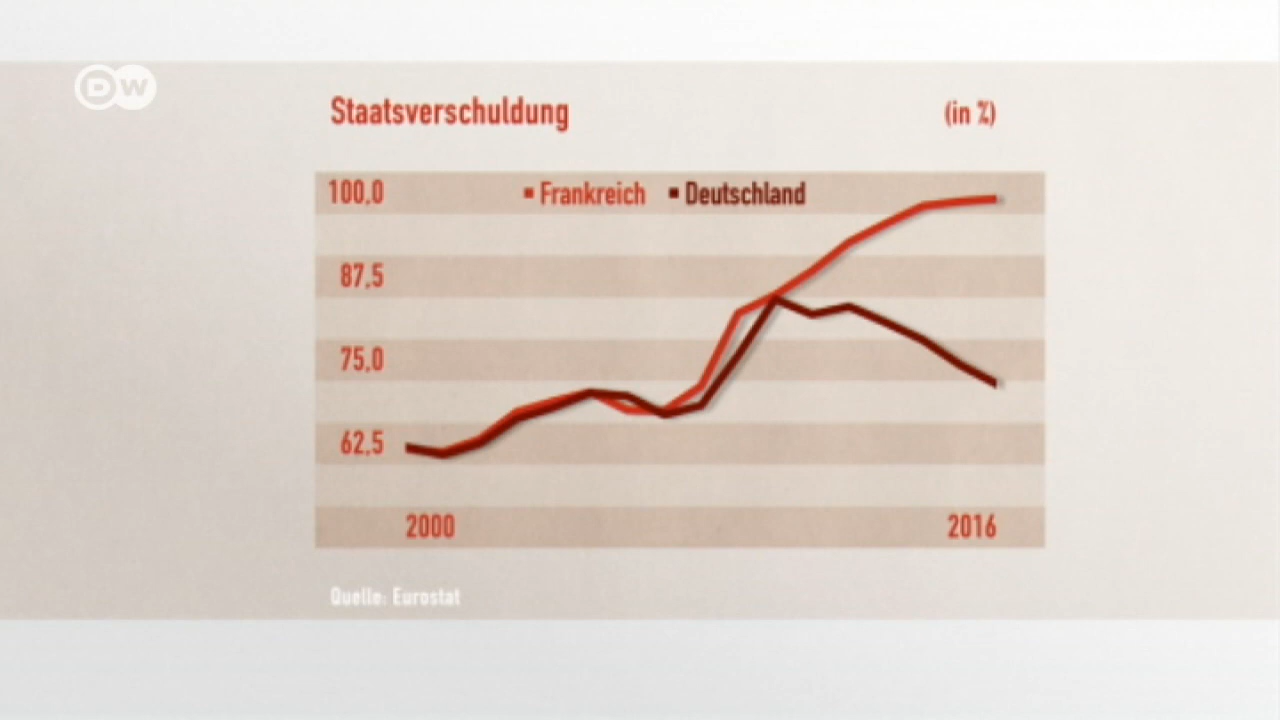 DW
Staatsverschuldung (in %)
100,0 Frankreich Deutschland
87,5
75,0
62,5
2000 2016
Quelle: Eurostat